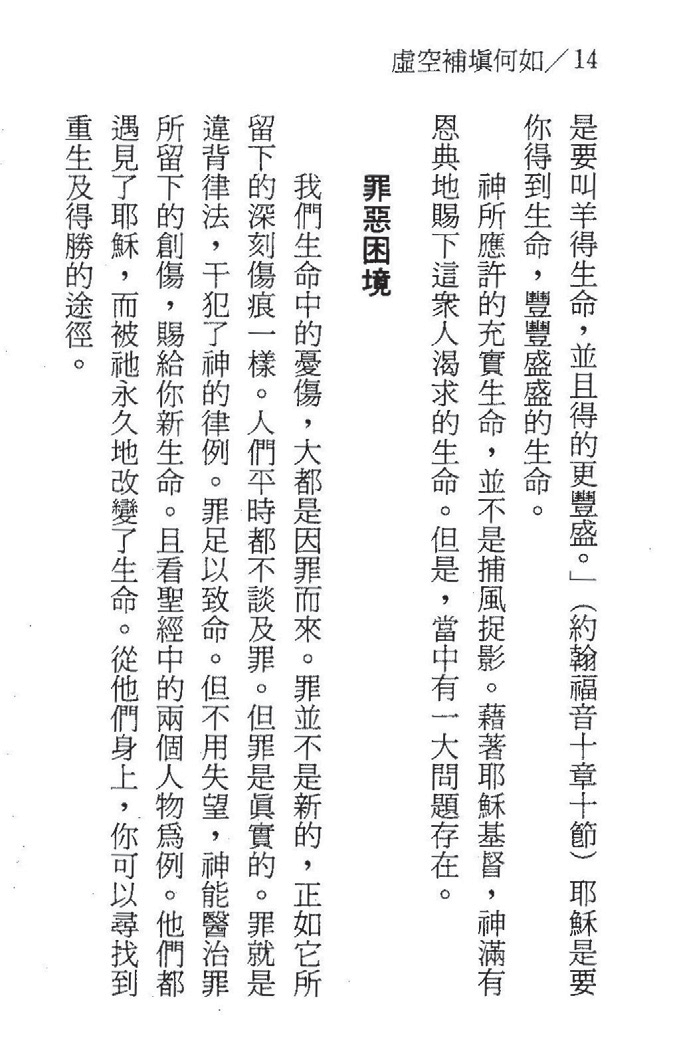 虛空補塡何如／14
是要叫羊得生命，並且得的更豐盛。」（約翰福音十章十節）耶穌是要
你得到生命，豐豐盛盛的生命。
神所應許的充實生命，並不是捕風捉影。藉著耶穌基督，神滿有
恩典地賜下這衆人渴求的生命。但是，當中有一大問題存在。
罪惡困境
我們生命中的憂傷，大都是因罪而來。罪並不是新的，正如它所
留下的深刻傷痕一樣。人們平時都不談及罪。但罪是眞實的。罪就是
違背律法，干犯了神的律例。罪足以致命。但不用失望，神能醫治罪
所留下的創傷，賜給你新生命。且看聖經中的兩個人物爲例。他們都
遇見了耶穌，而被祂永久地改變了生命。從他們身上，你可以尋找到
重生及得勝的途徑。